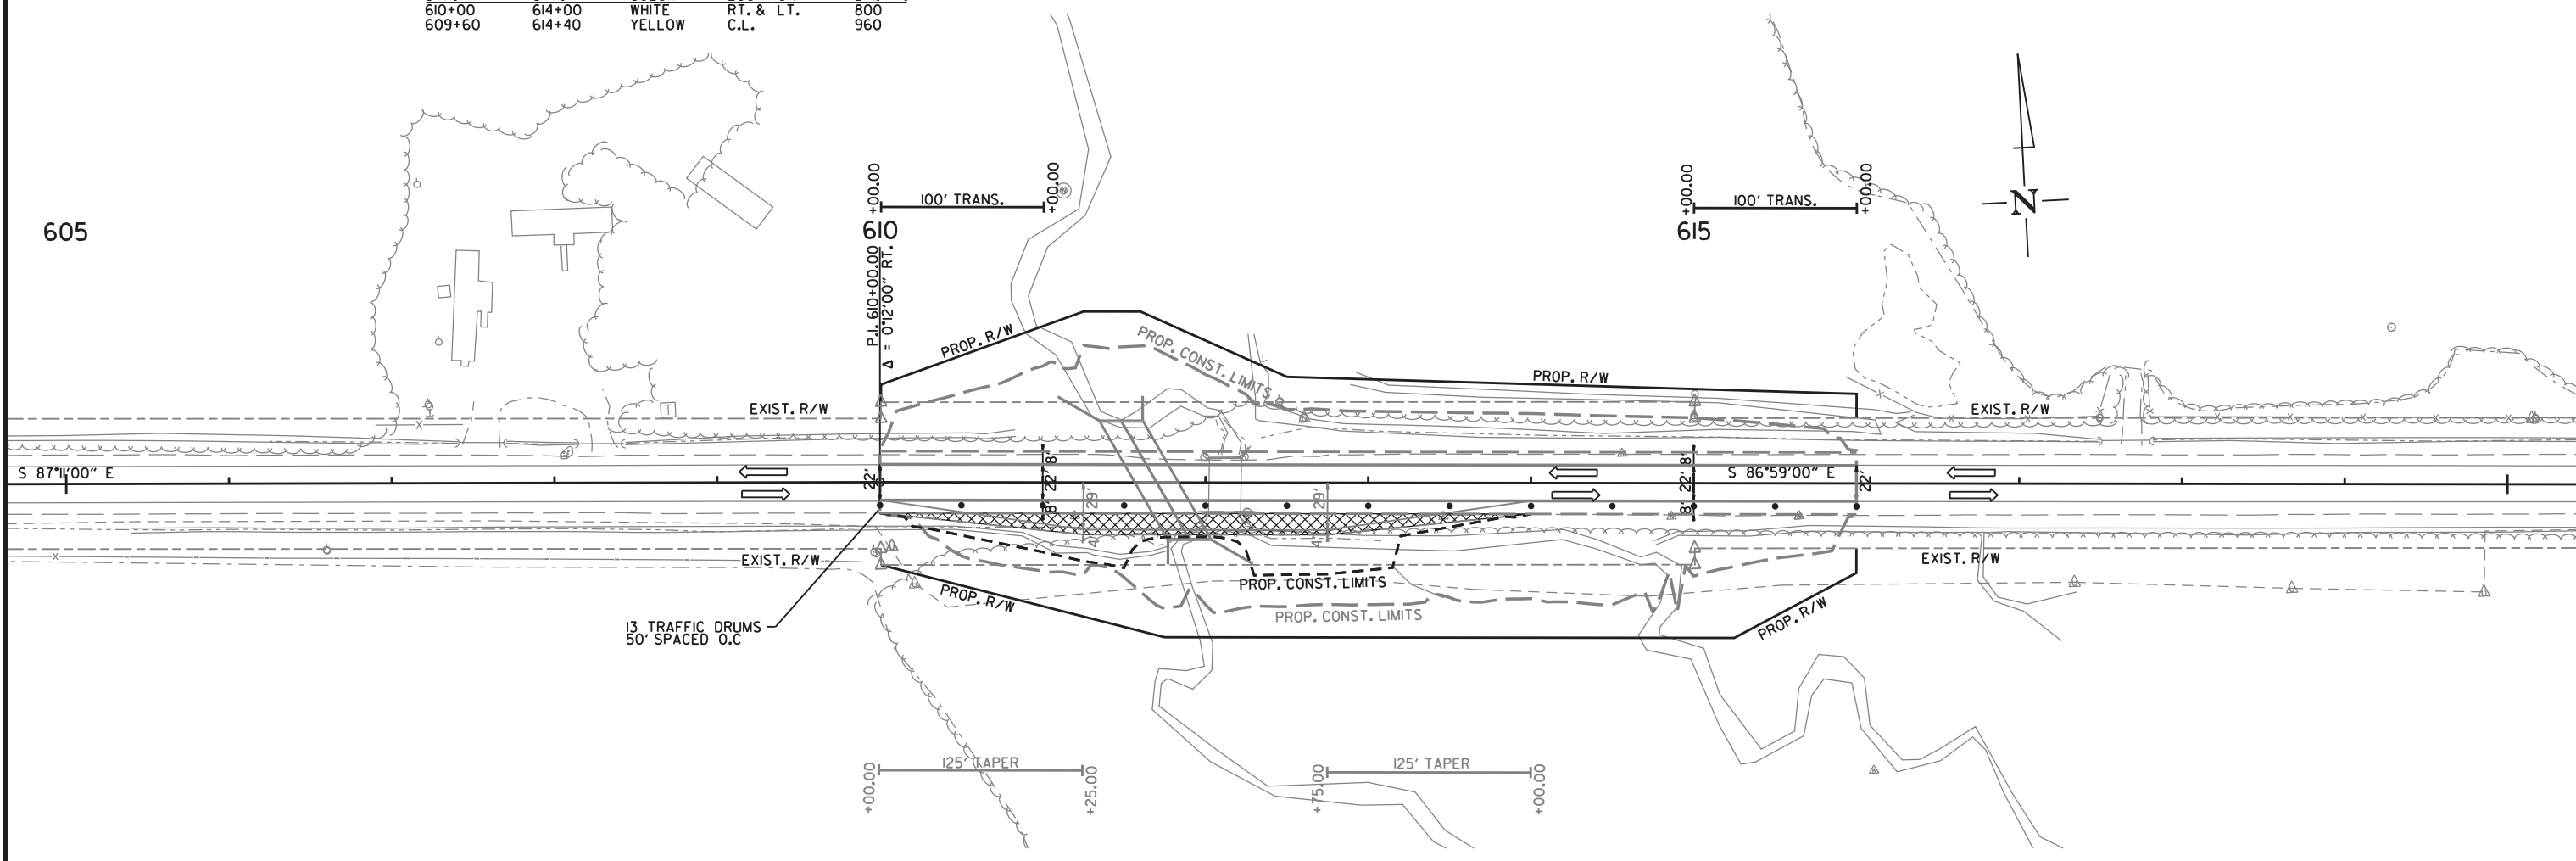 610+00 614+00 WHITE RT. & LT. 800
609+60 614+40 YELLOW C.L. 960
605
+00.00
100' TRANS.
+00.00
610
P.I. 610+00.00
Δ = 0°12'00" RT.
+00.00
100' TRANS.
+00.00
615
N
PROP. R/W
PROP. CONST. LIMITS
PROP. R/W
EXIST. R/W
EXIST. R/W
T
S 87°11'00" E
22'
8'
22'
8'
29'
4'
29'
4'
8'
22'
8'
S 86°59'00" E
22'
EXIST. R/W
PROP. R/W
PROP. CONST. LIMITS
PROP. CONST. LIMITS
EXIST. R/W
PROP. R/W
13 TRAFFIC DRUMS
50' SPACED O.C
+00.00
125' TAPER
+25.00
+75.00
125' TAPER
+00.00